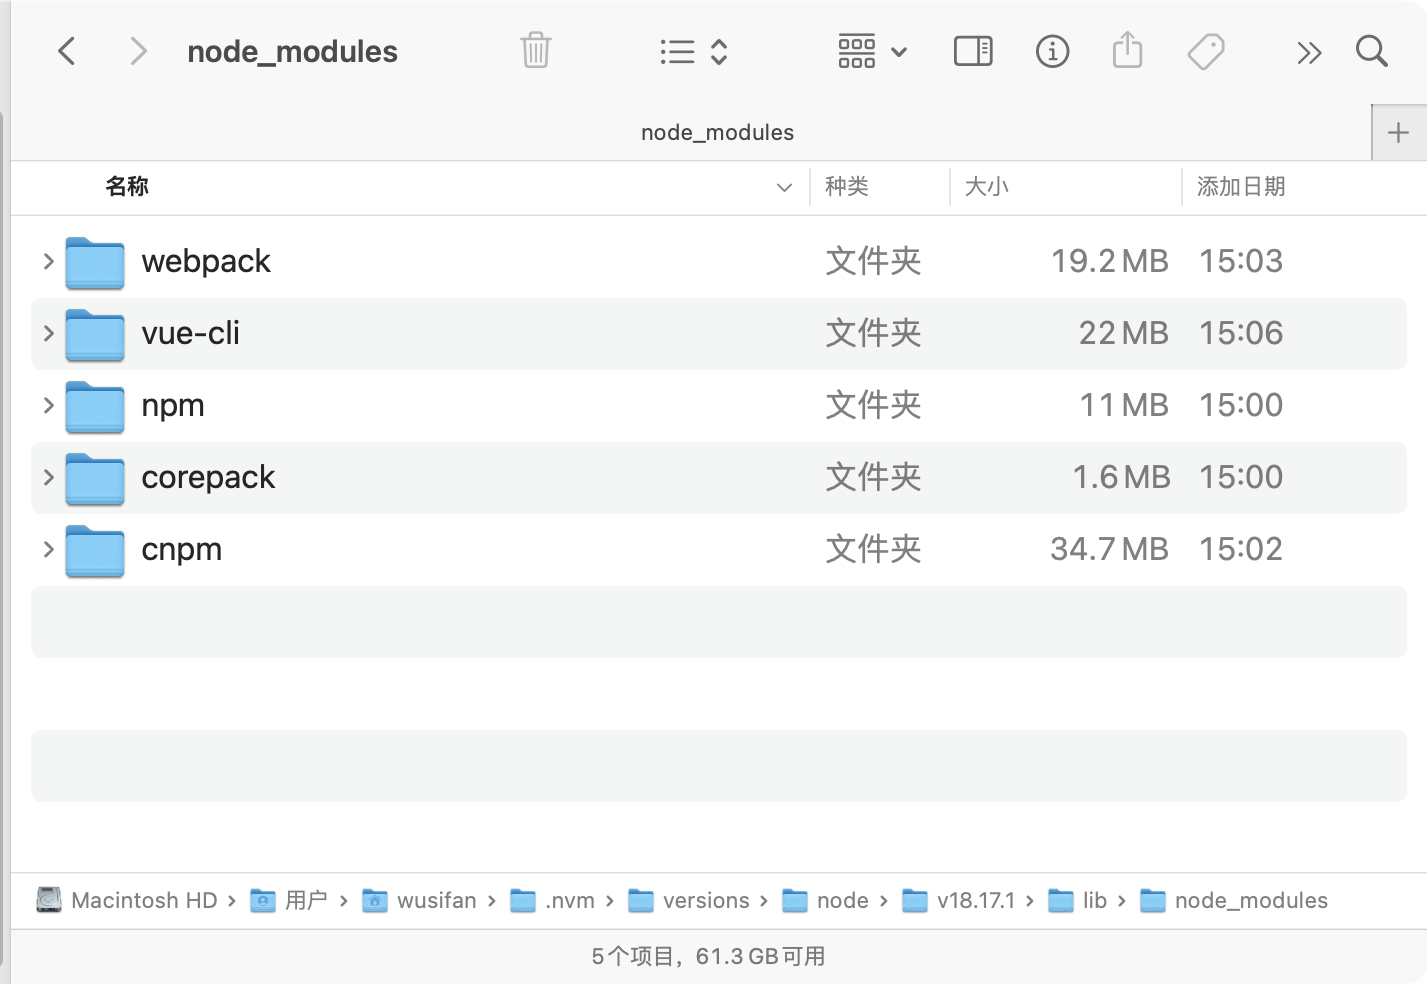 node_modules
node_modules
名称 种类 大小 添加日期
webpack 文件夹 19.2 MB 15:03
vue-cli 文件夹 22 MB 15:06
npm 文件夹 11 MB 15:00
corepack 文件夹 1.6 MB 15:00
cnpm 文件夹 34.7 MB 15:02
Macintosh HD › 用户 › wusifan › .nvm › versions › node › v18.17.1 › lib › node_modules
5个项目，61.3 GB可用